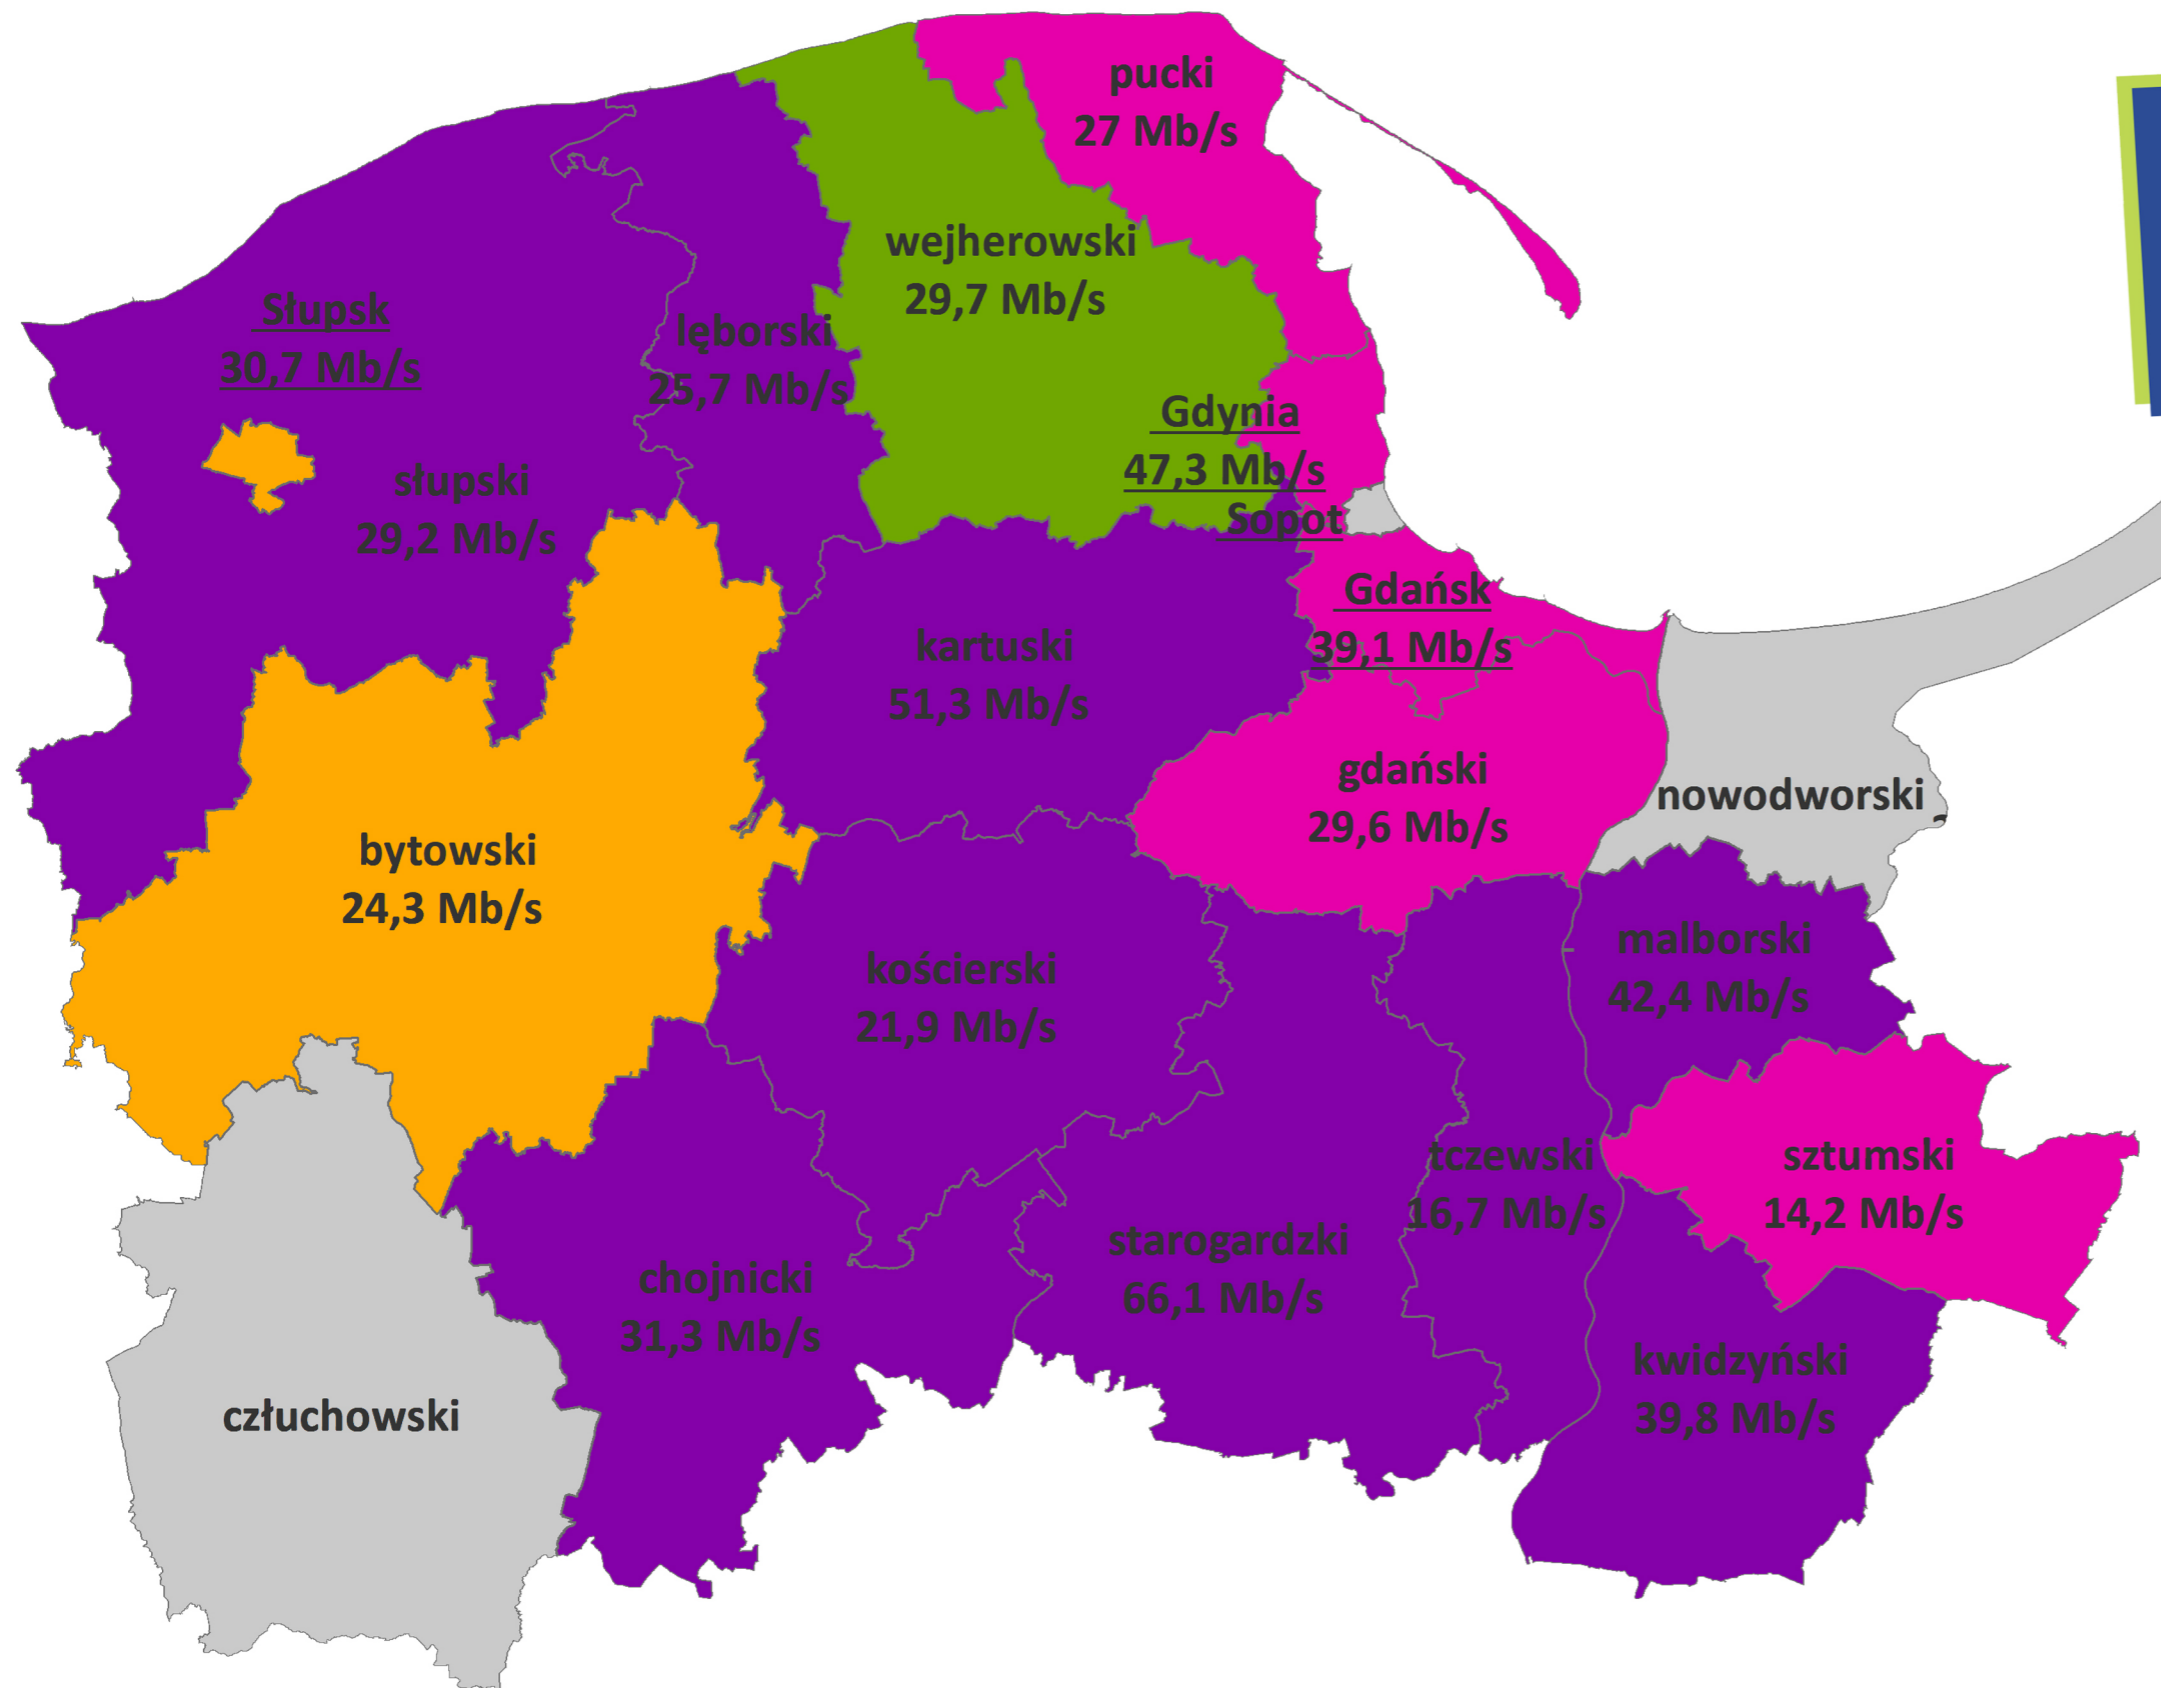 pucki
27 Mb/s
wejherowski
29,7 Mb/s
Słupsk
30,7 Mb/s
lęborski
25,7 Mb/s
Gdynia
47,3 Mb/s
Sopot
słupski
29,2 Mb/s
Gdańsk
39,1 Mb/s
kartuski
51,3 Mb/s
gdański
29,6 Mb/s
nowodworski
bytowski
24,3 Mb/s
malborski
42,4 Mb/s
kościerski
21,9 Mb/s
tczewski
16,7 Mb/s
sztumski
14,2 Mb/s
starogardzki
66,1 Mb/s
chojnicki
31,3 Mb/s
kwidzyński
39,8 Mb/s
człuchowski